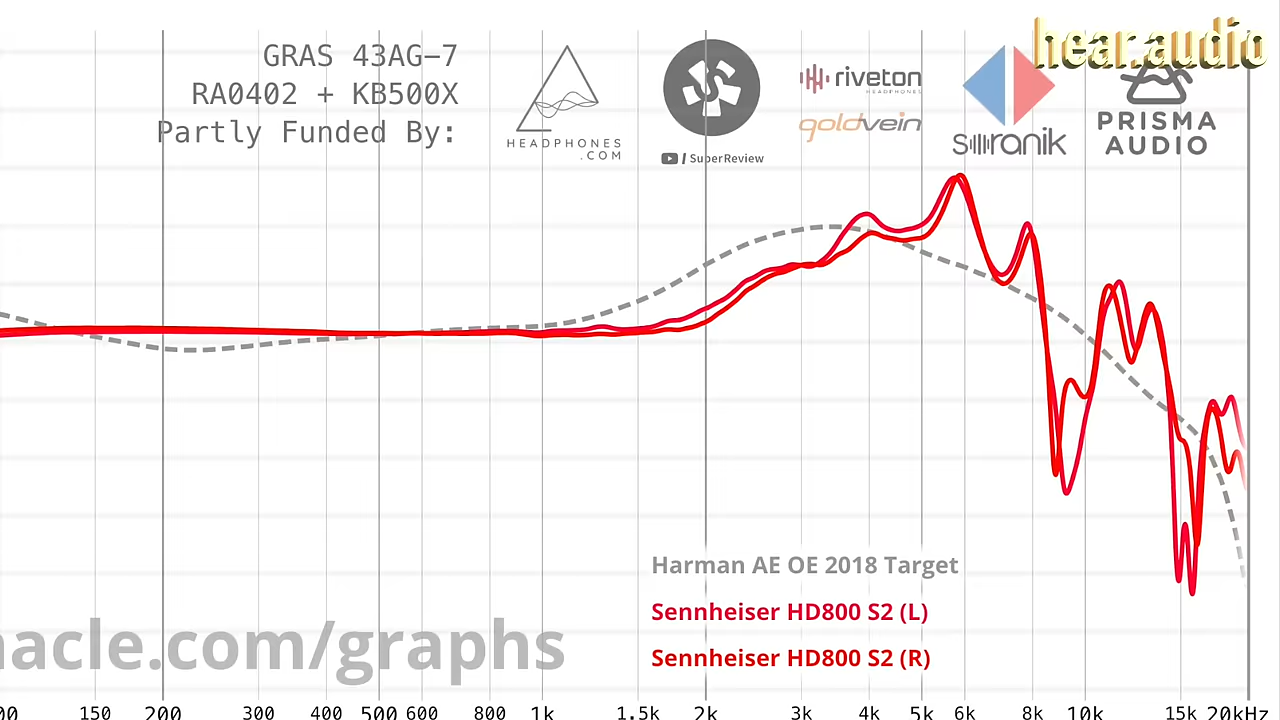 hear.audio
GRAS 43AG-7
RA0402 + KB500X
Partly Funded By:
HEADPHONES
.COM
/ SuperReview
riveton
HEADPHONES
goldvein
soranik
PRISMA
AUDIO
Harman AE OE 2018 Target
Sennheiser HD800 S2 (L)
Sennheiser HD800 S2 (R)
nacle.com/graphs
00 150 200 300 400 500 600 800 1k 1.5k 2k 3k 4k 5k 6k 8k 10k 15k 20kHz